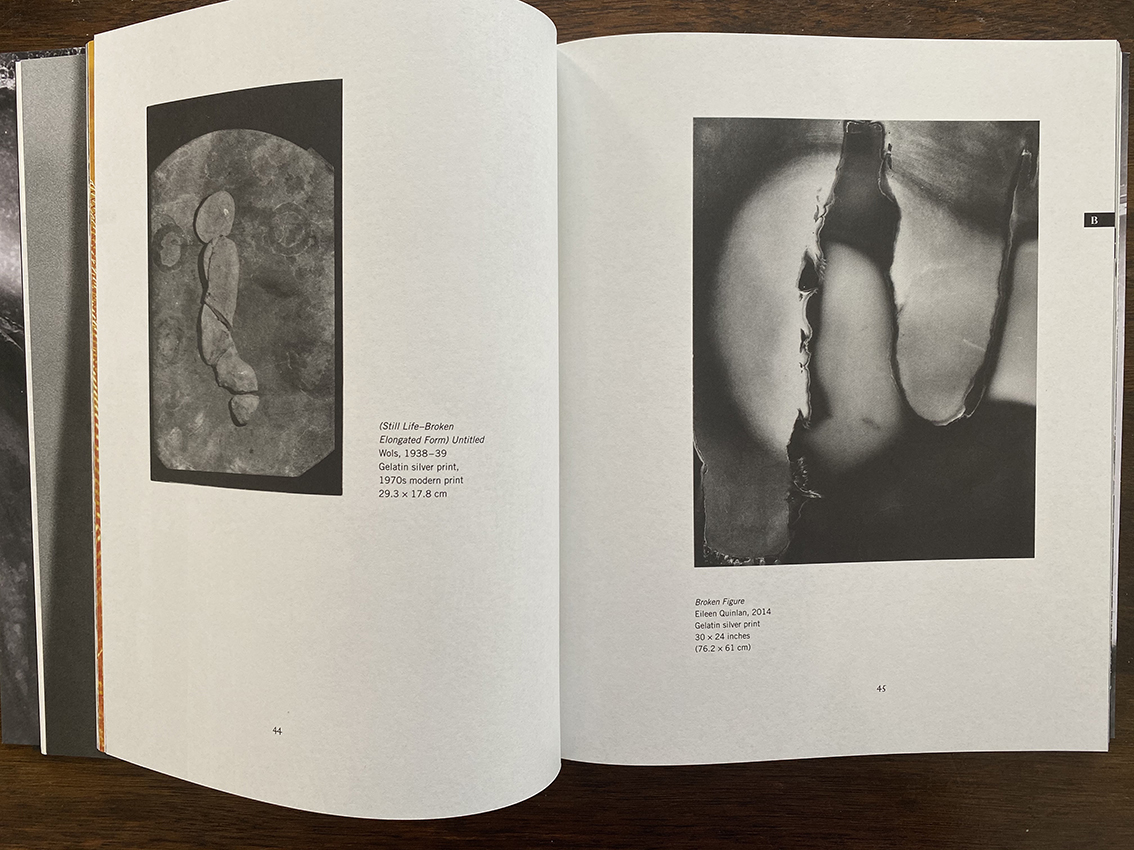 (Still Life–Broken
Elongated Form) Untitled
Wols, 1938–39
Gelatin silver print,
1970s modern print
29.3 × 17.8 cm
44
B
Broken Figure
Eileen Quinlan, 2014
Gelatin silver print
30 × 24 inches
(76.2 × 61 cm)
45